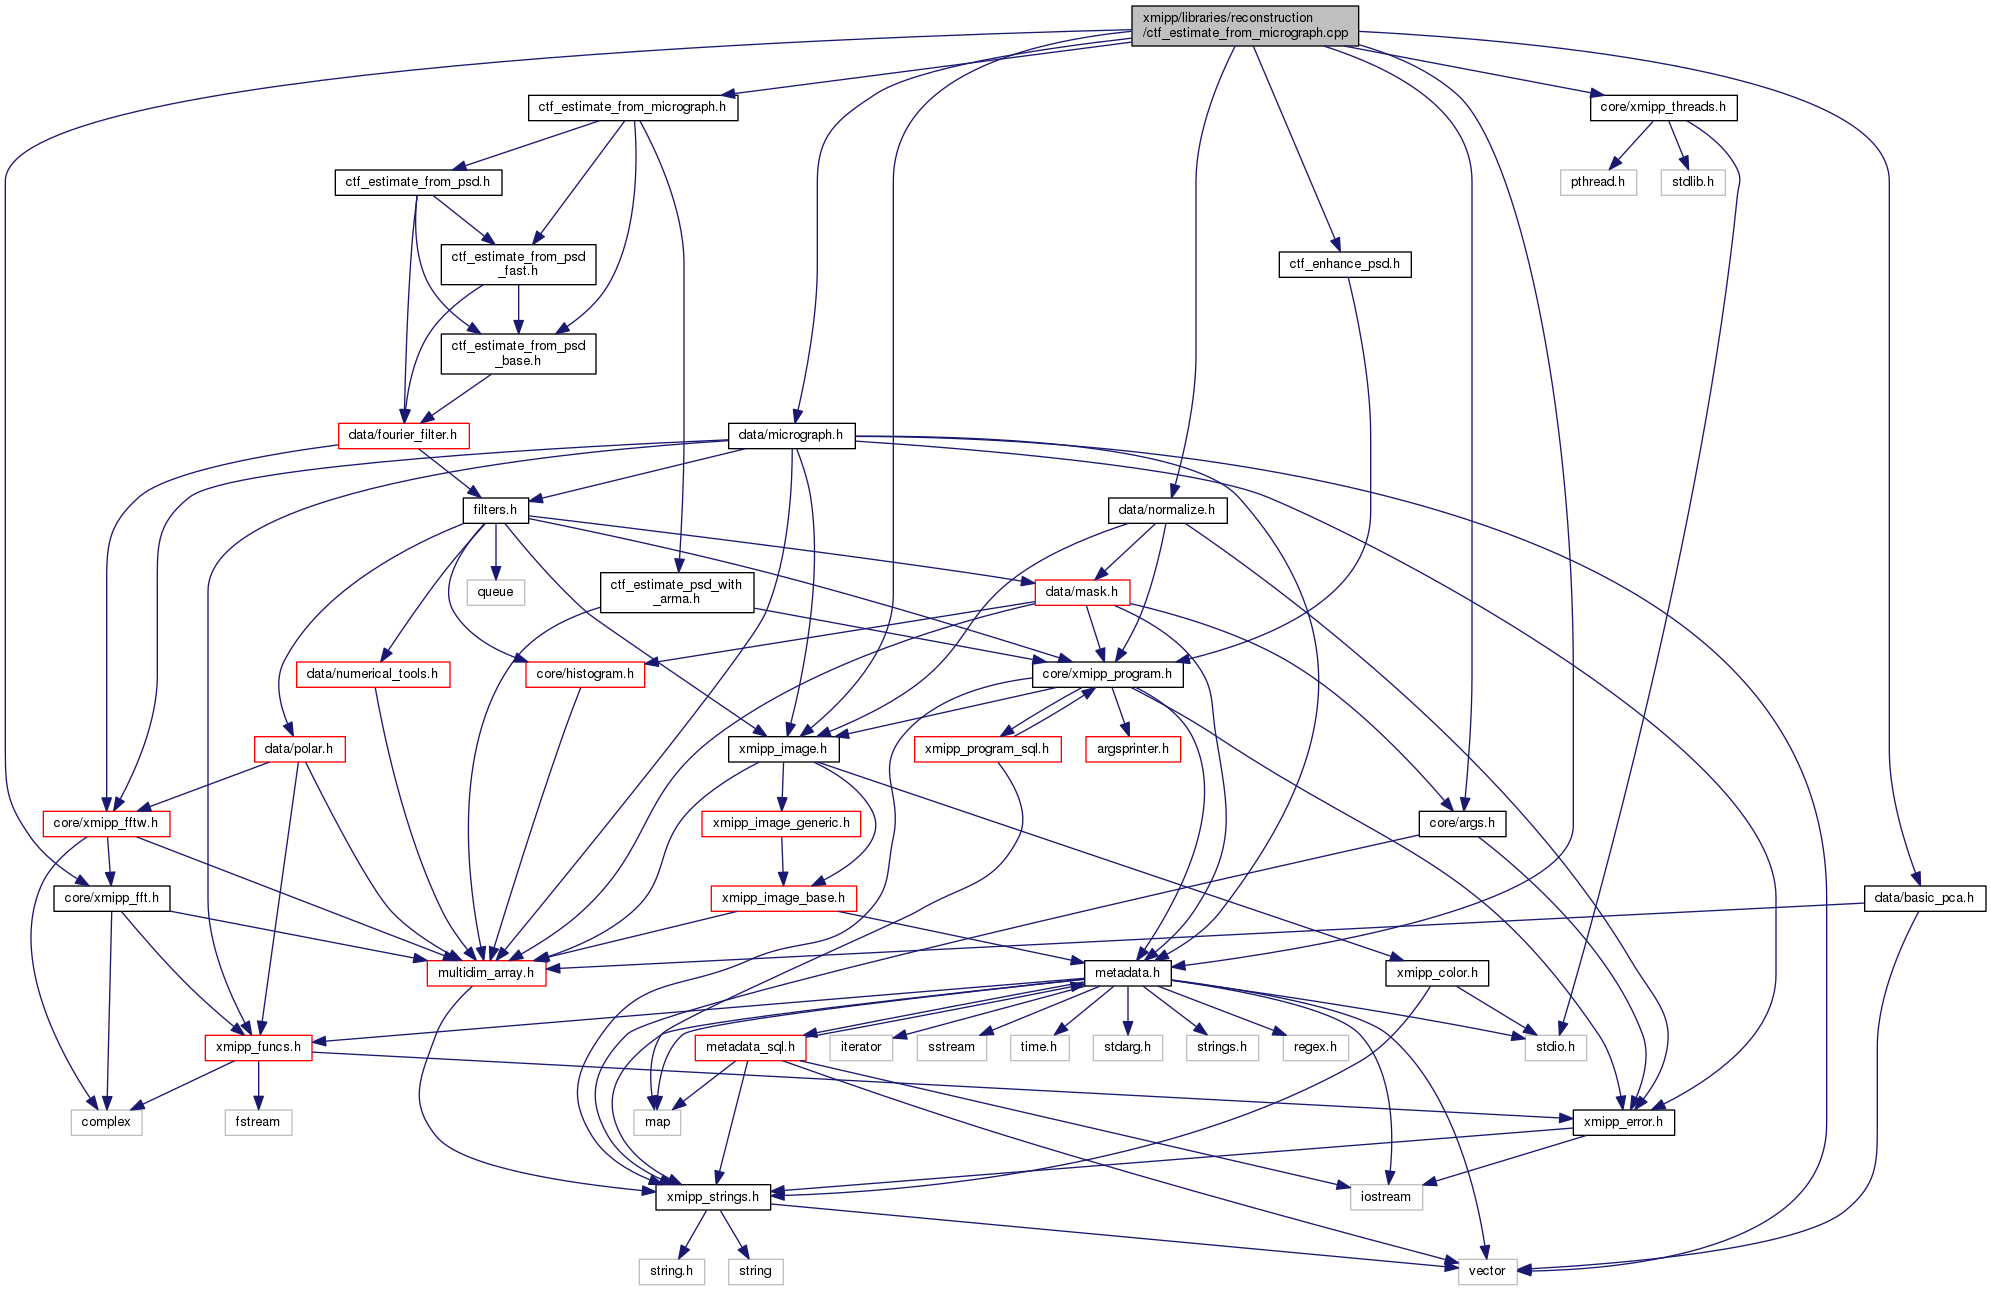 xmipp/libraries/reconstruction
/ctf_estimate_from_micrograph.cpp
ctf_estimate_from_micrograph.h
core/xmipp_threads.h
ctf_estimate_from_psd.h
pthread.h
stdlib.h
ctf_estimate_from_psd
_fast.h
ctf_enhance_psd.h
ctf_estimate_from_psd
_base.h
data/fourier_filter.h
data/micrograph.h
filters.h
data/normalize.h
queue
ctf_estimate_psd_with
_arma.h
data/mask.h
data/numerical_tools.h
core/histogram.h
core/xmipp_program.h
data/polar.h
xmipp_image.h
xmipp_program_sql.h
argsprinter.h
core/xmipp_fftw.h
xmipp_image_generic.h
core/args.h
core/xmipp_fft.h
xmipp_image_base.h
data/basic_pca.h
multidim_array.h
metadata.h
xmipp_color.h
xmipp_funcs.h
metadata_sql.h
iterator
sstream
time.h
stdarg.h
strings.h
regex.h
stdio.h
complex
fstream
map
xmipp_error.h
xmipp_strings.h
iostream
string.h
string
vector